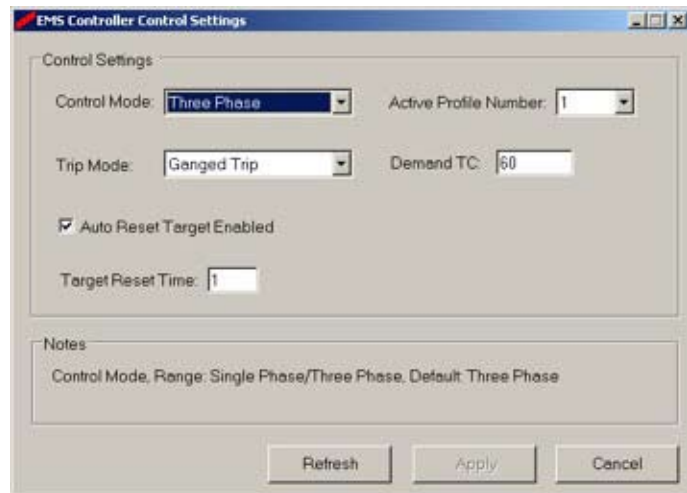 EMS Controller Control Settings
Control Settings
Control Mode: Three Phase Active Profile Number: 1
Trip Mode: Ganged Trip Demand TC: 60
Auto Reset Target Enabled
Target Reset Time: 1
Notes
Control Mode, Range: Single Phase/Three Phase, Default: Three Phase
Refresh Apply Cancel